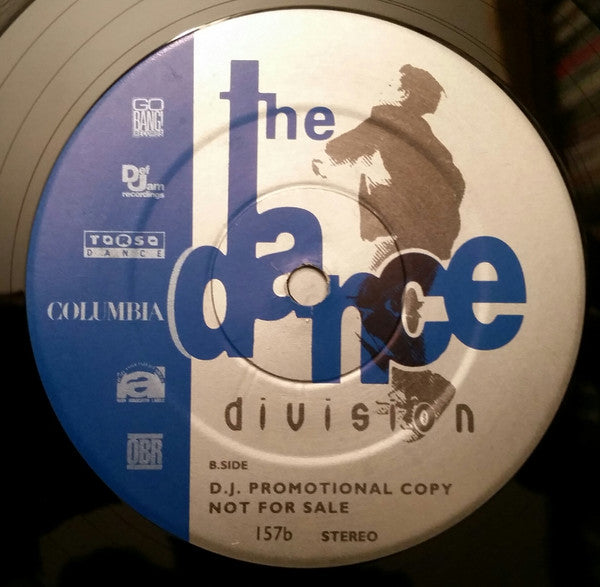 GO
BANG!
Def
Jam
recordings
TORSO
DANCE
COLUMBIA
a
OBR
the
dance
division
B.SIDE
D.J. PROMOTIONAL COPY
NOT FOR SALE
157b STEREO